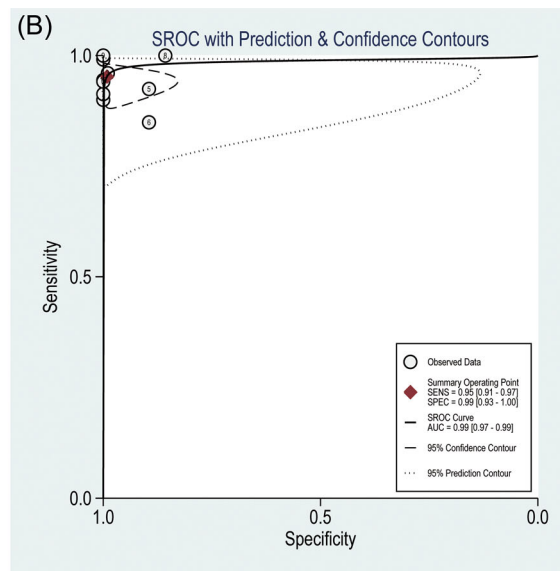 (B)
SROC with Prediction & Confidence Contours
1.0
8
5
6
Sensitivity
0.5
0.0
1.0
0.5
0.0
Specificity
Observed Data
Summary Operating Point
SENS = 0.95 [0.91 - 0.97]
SPEC = 0.99 [0.93 - 1.00]
SROC Curve
AUC = 0.99 [0.97 - 0.99]
95% Confidence Contour
95% Prediction Contour